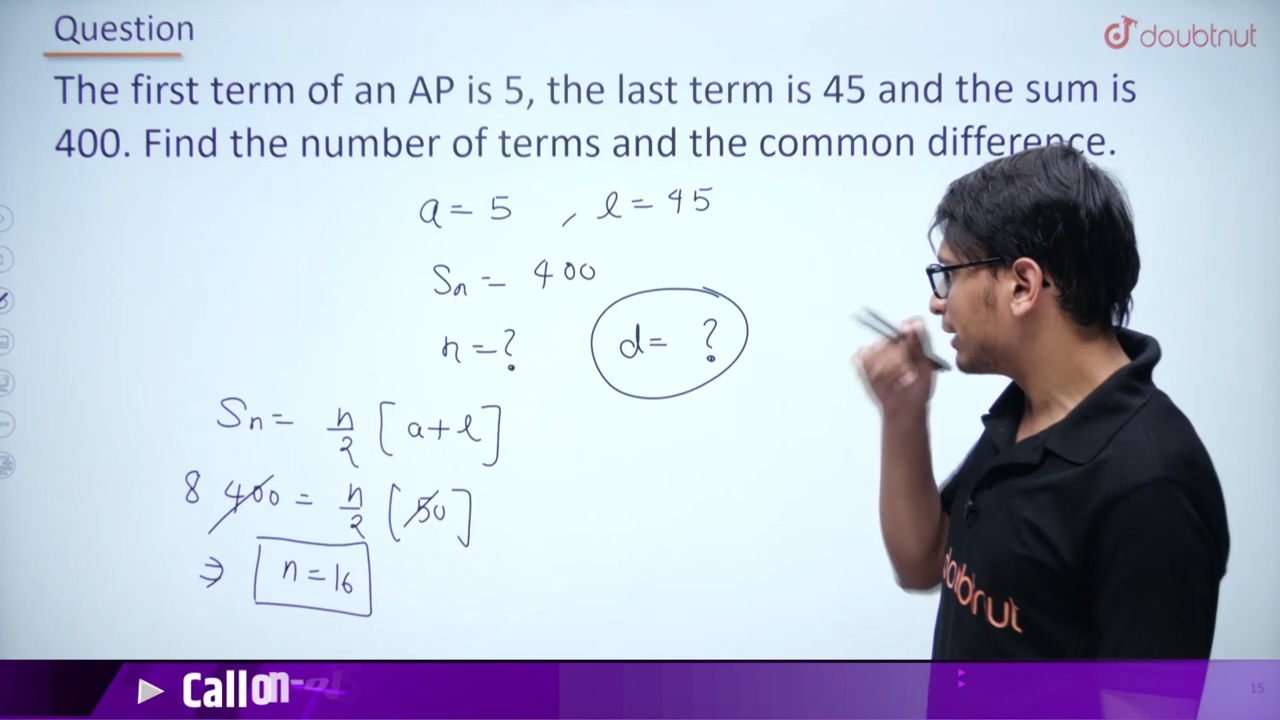 Question
doubtnut
The first term of an AP is 5, the last term is 45 and the sum is
400. Find the number of terms and the common difference.
a = 5 , l = 45
Sn = 400
n = ? d = ?
Sn = n/2 [a+l]
8 400 = n/2 [50]
⇒ n = 16
doubtnut
Call on
15